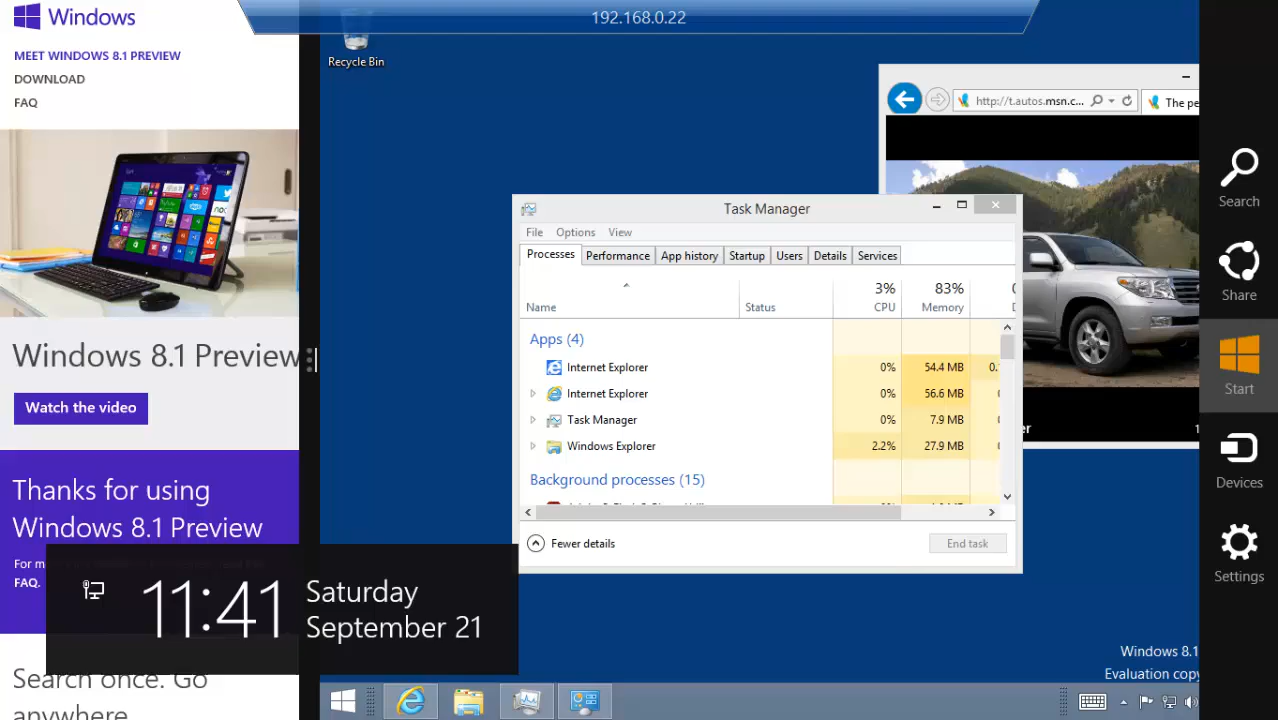 Windows
192.168.0.22
MEET WINDOWS 8.1 PREVIEW
DOWNLOAD
FAQ
Windows 8.1 Preview
Watch the video
Thanks for using
Windows 8.1 Preview
FAQ.
11:41
Saturday
September 21
Search once. Go
anywhere
Recycle Bin
http://t.autos.msn.c...
The pe
Task Manager
File Options View
Processes Performance App history Startup Users Details Services
3% 83%
Name Status CPU Memory
Apps (4)
Internet Explorer 0% 54.4 MB 0.
Internet Explorer 0% 56.6 MB
Task Manager 0% 7.9 MB
Windows Explorer 2.2% 27.9 MB
Background processes (15)
Fewer details
End task
er
Windows 8.1
Evaluation copy
Search
Share
Start
Devices
Settings